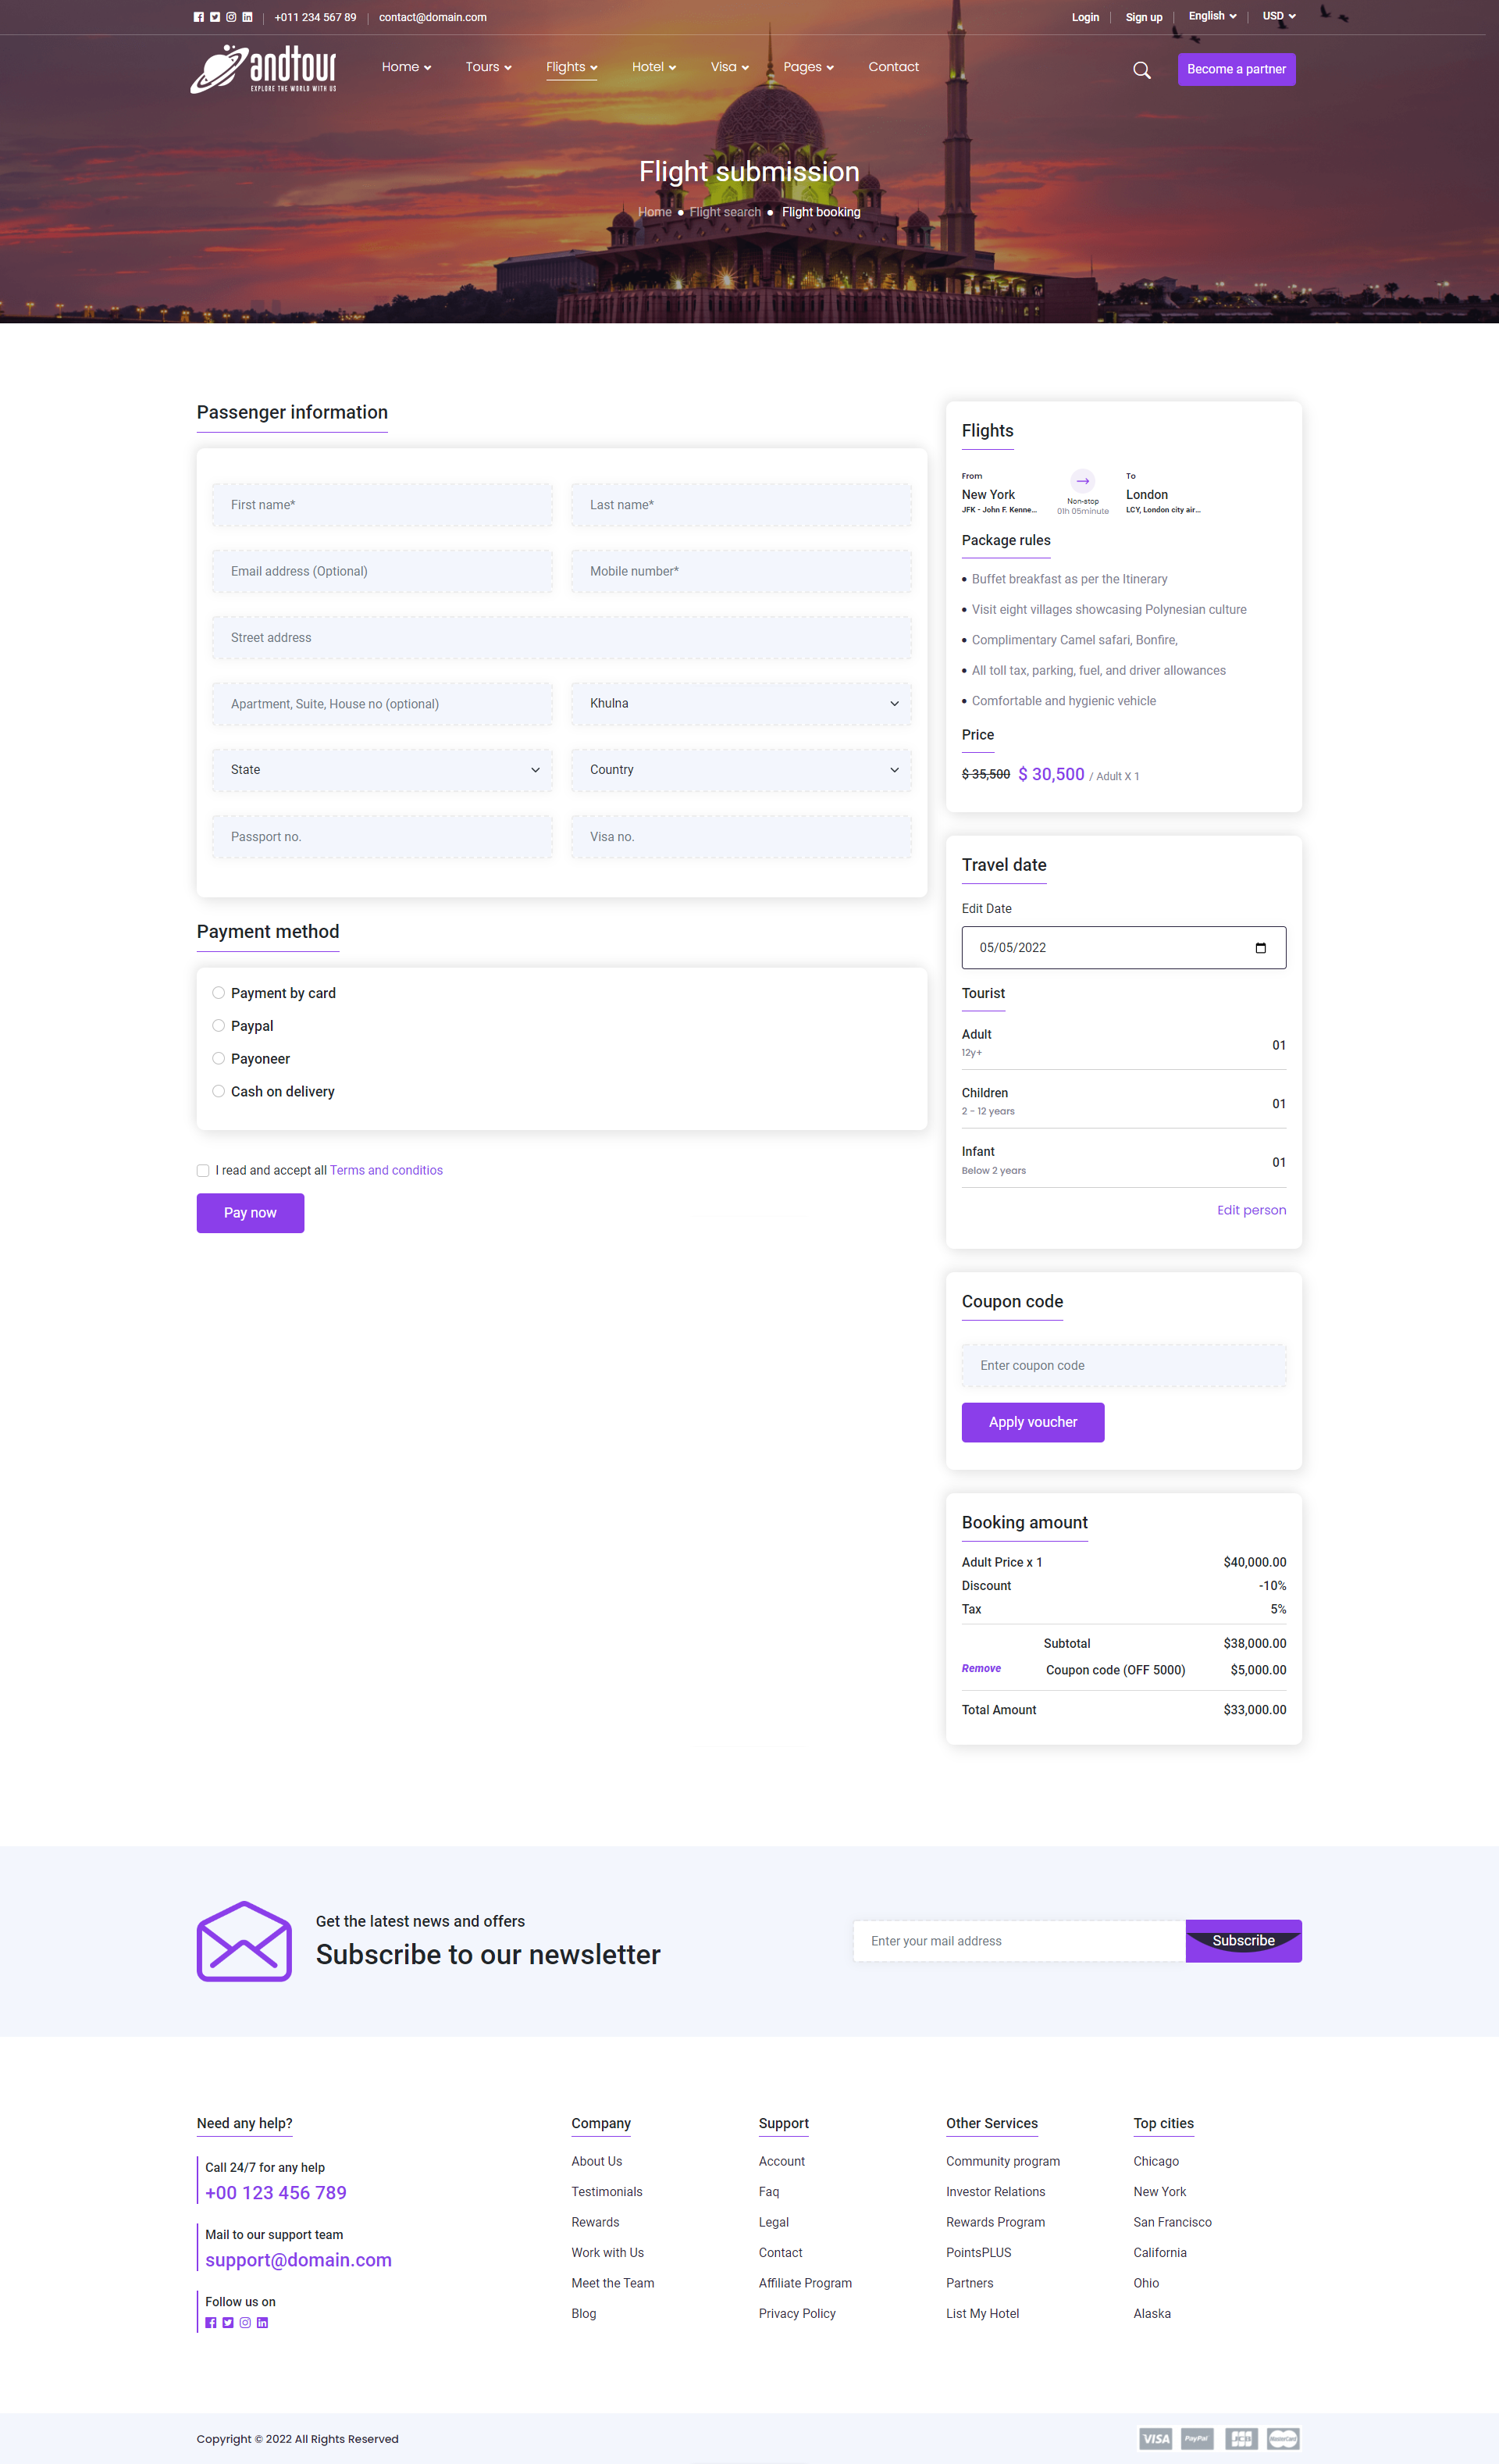 +011 234 567 89
contact@domain.com
Login
Sign up
English
USD
andtour
EXPLORE THE WORLD WITH US
Home
Tours
Flights
Hotel
Visa
Pages
Contact
Become a partner
Flight submission
Home
Flight search
Flight booking
Passenger information
First name*
Last name*
Email address (Optional)
Mobile number*
Street address
Apartment, Suite, House no (optional)
Khulna
State
Country
Passport no.
Visa no.
Payment method
Payment by card
Paypal
Payoneer
Cash on delivery
I read and accept all Terms and conditios
Pay now
Flights
From
New York
JFK - John F. Kenne...
Non-stop
01h 05minute
To
London
LCY, London city air...
Package rules
Buffet breakfast as per the Itinerary
Visit eight villages showcasing Polynesian culture
Complimentary Camel safari, Bonfire,
All toll tax, parking, fuel, and driver allowances
Comfortable and hygienic vehicle
Price
$ 35,500 $ 30,500 / Adult X 1
Travel date
Edit Date
05/05/2022
Tourist
Adult
12y+
01
Children
2 - 12 years
01
Infant
Below 2 years
01
Edit person
Coupon code
Enter coupon code
Apply voucher
Booking amount
Adult Price x 1 $40,000.00
Discount -10%
Tax 5%
Subtotal $38,000.00
Remove Coupon code (OFF 5000) $5,000.00
Total Amount $33,000.00
Get the latest news and offers
Subscribe to our newsletter
Enter your mail address
Subscribe
Need any help?
Call 24/7 for any help
+00 123 456 789
Mail to our support team
support@domain.com
Follow us on
Company
About Us
Testimonials
Rewards
Work with Us
Meet the Team
Blog
Support
Account
Faq
Legal
Contact
Affiliate Program
Privacy Policy
Other Services
Community program
Investor Relations
Rewards Program
PointsPLUS
Partners
List My Hotel
Top cities
Chicago
New York
San Francisco
California
Ohio
Alaska
Copyright © 2022 All Rights Reserved
VISA
PayPal
JCB
MasterCard